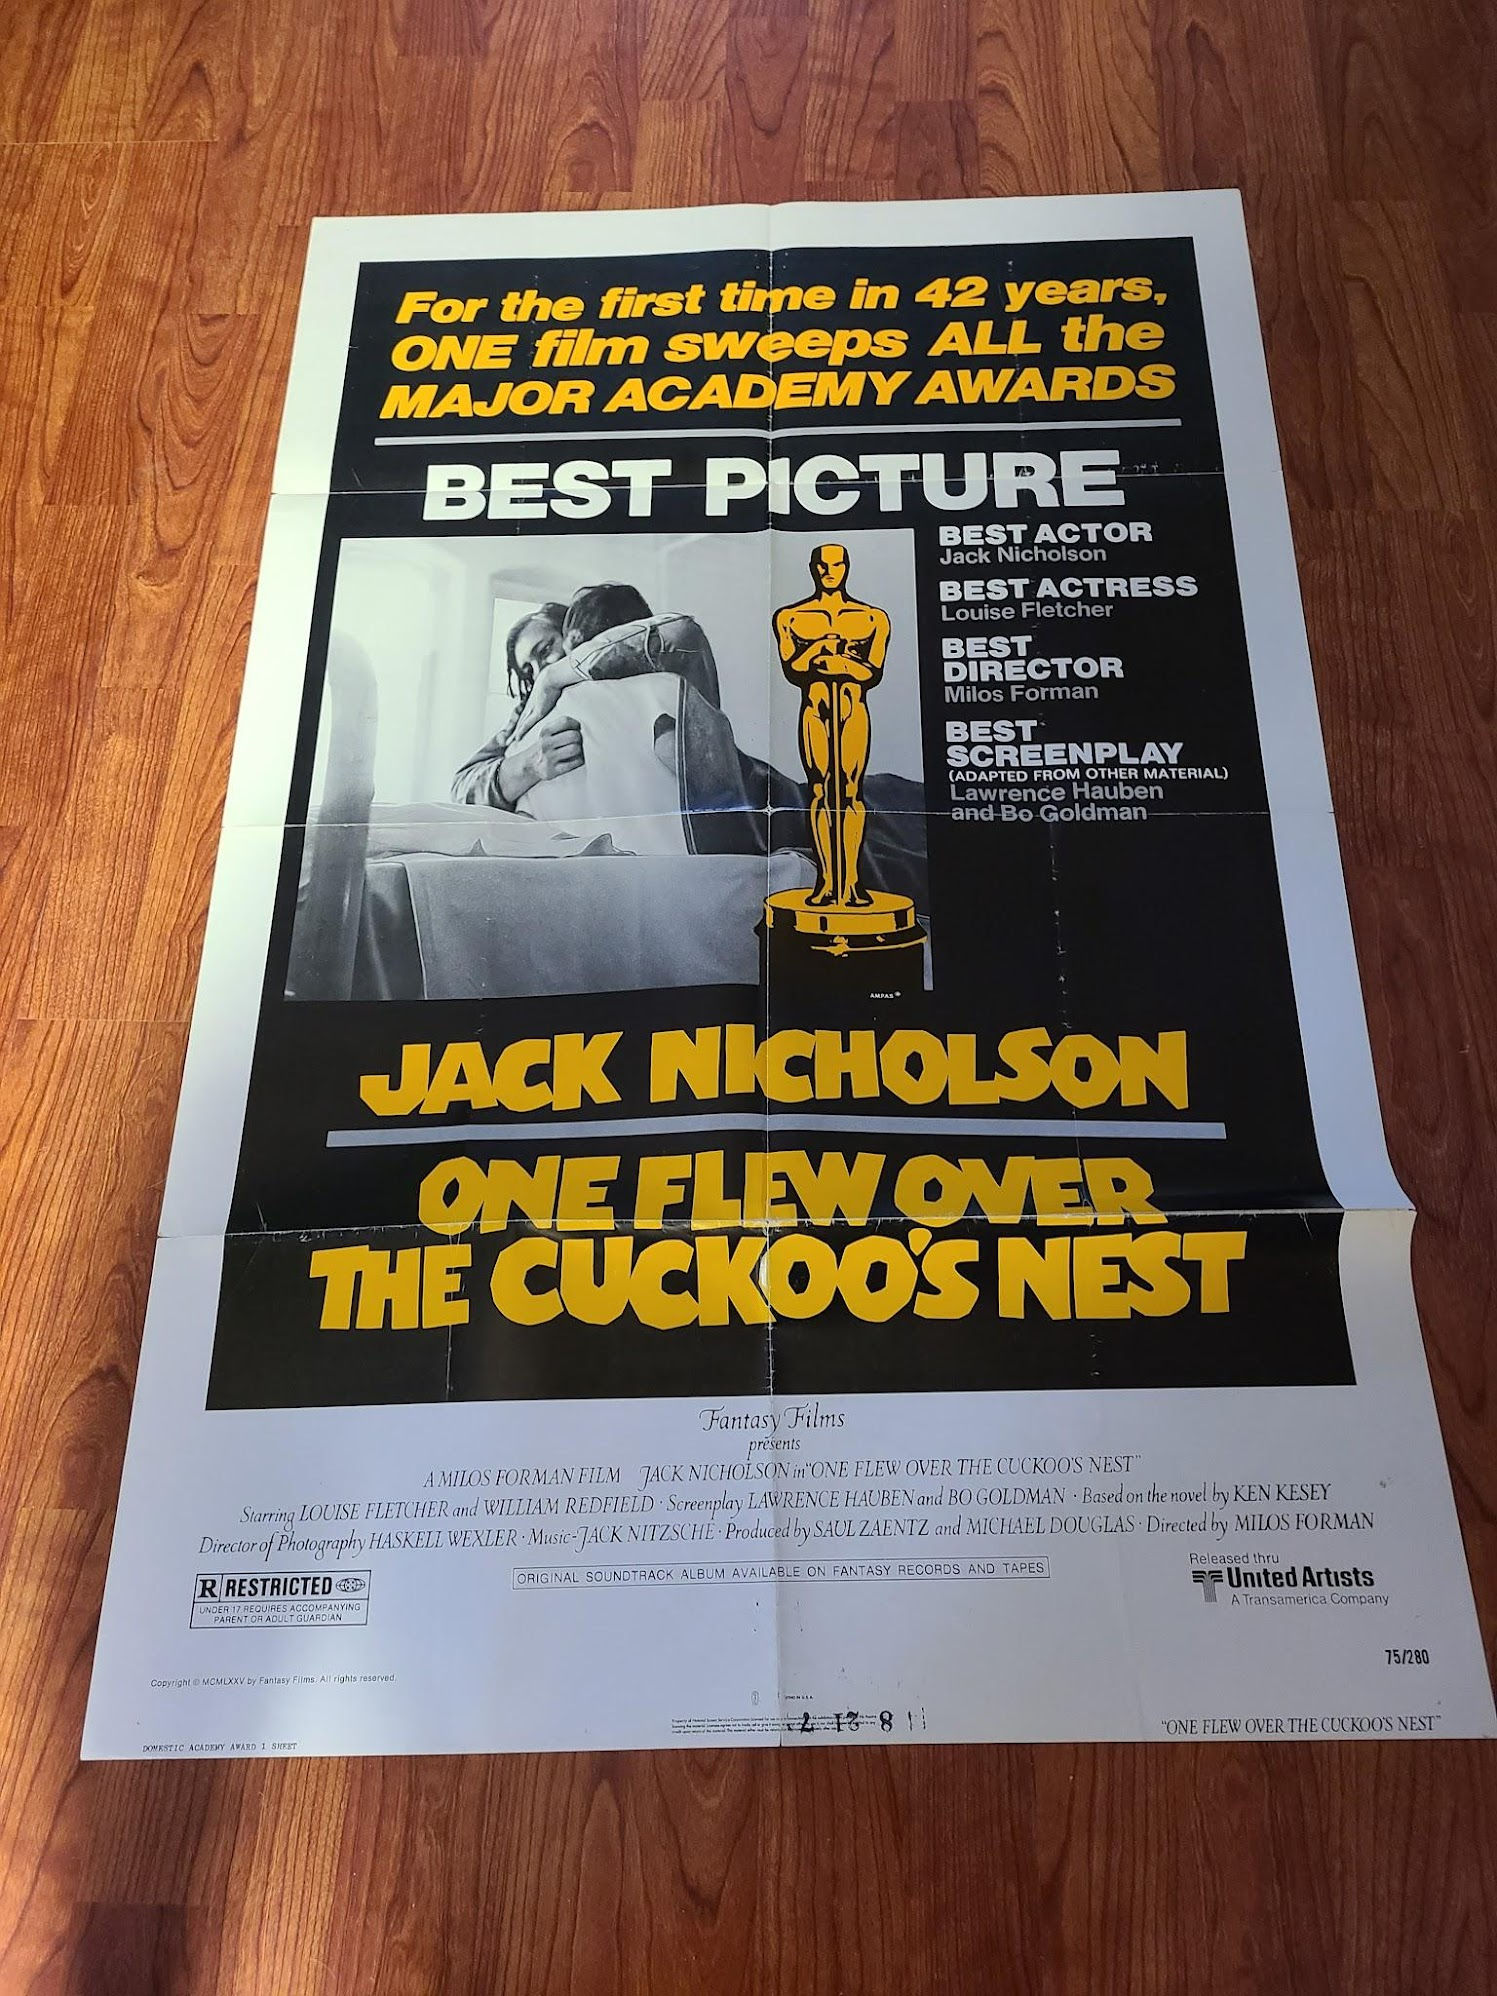 For the first time in 42 years,
ONE film sweeps ALL the
MAJOR ACADEMY AWARDS
BEST PICTURE
BEST ACTOR
Jack Nicholson
BEST ACTRESS
Louise Fletcher
BEST
DIRECTOR
Milos Forman
BEST
SCREENPLAY
(ADAPTED FROM OTHER MATERIAL)
Lawrence Hauben
and Bo Goldman
A.M.P.A.S.®
JACK NICHOLSON
ONE FLEW OVER
THE CUCKOO'S NEST
Fantasy Films
presents
A MILOS FORMAN FILM JACK NICHOLSON in "ONE FLEW OVER THE CUCKOO'S NEST"
Starring LOUISE FLETCHER and WILLIAM REDFIELD · Screenplay LAWRENCE HAUBEN and BO GOLDMAN · Based on the novel by KEN KESEY
Director of Photography HASKELL WEXLER · Music-JACK NITZSCHE · Produced by SAUL ZAENTZ and MICHAEL DOUGLAS · Directed by MILOS FORMAN
R RESTRICTED
UNDER 17 REQUIRES ACCOMPANYING
PARENT OR ADULT GUARDIAN
ORIGINAL SOUNDTRACK ALBUM AVAILABLE ON FANTASY RECORDS AND TAPES
Released thru
United Artists
A Transamerica Company
75/280
Copyright © MCMLXXV by Fantasy Films. All rights reserved.
DOMESTIC ACADEMY AWARD 1 SHEET
"ONE FLEW OVER THE CUCKOO'S NEST"